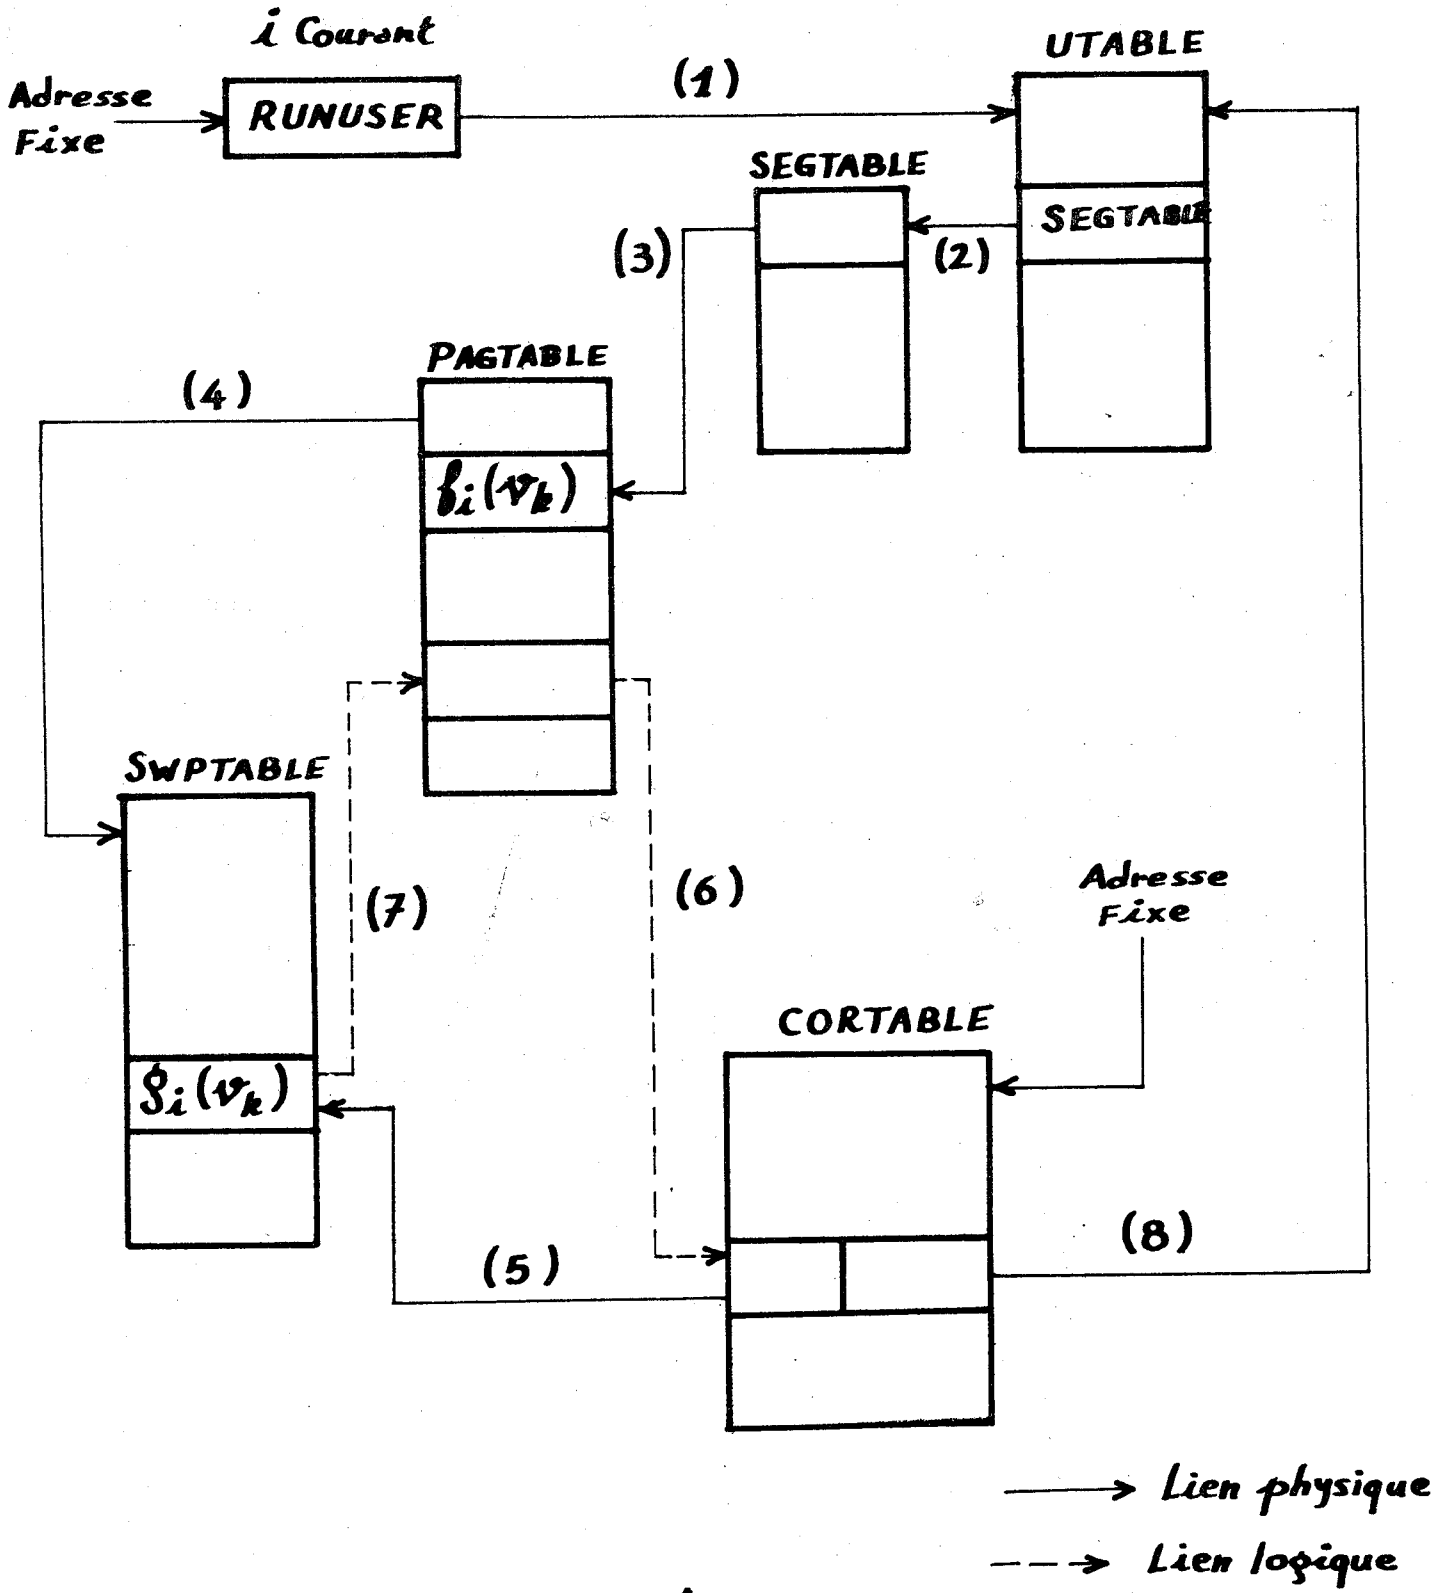 i Courant
UTABLE
Adresse
Fixe
RUNUSER
(1)
SEGTABLE
SEGTABLE
(2)
(3)
PAGTABLE
(4)
fi(vk)
SWPTABLE
(7)
(6)
Adresse
Fixe
CORTABLE
gi(vk)
(8)
(5)
Lien physique
Lien logique